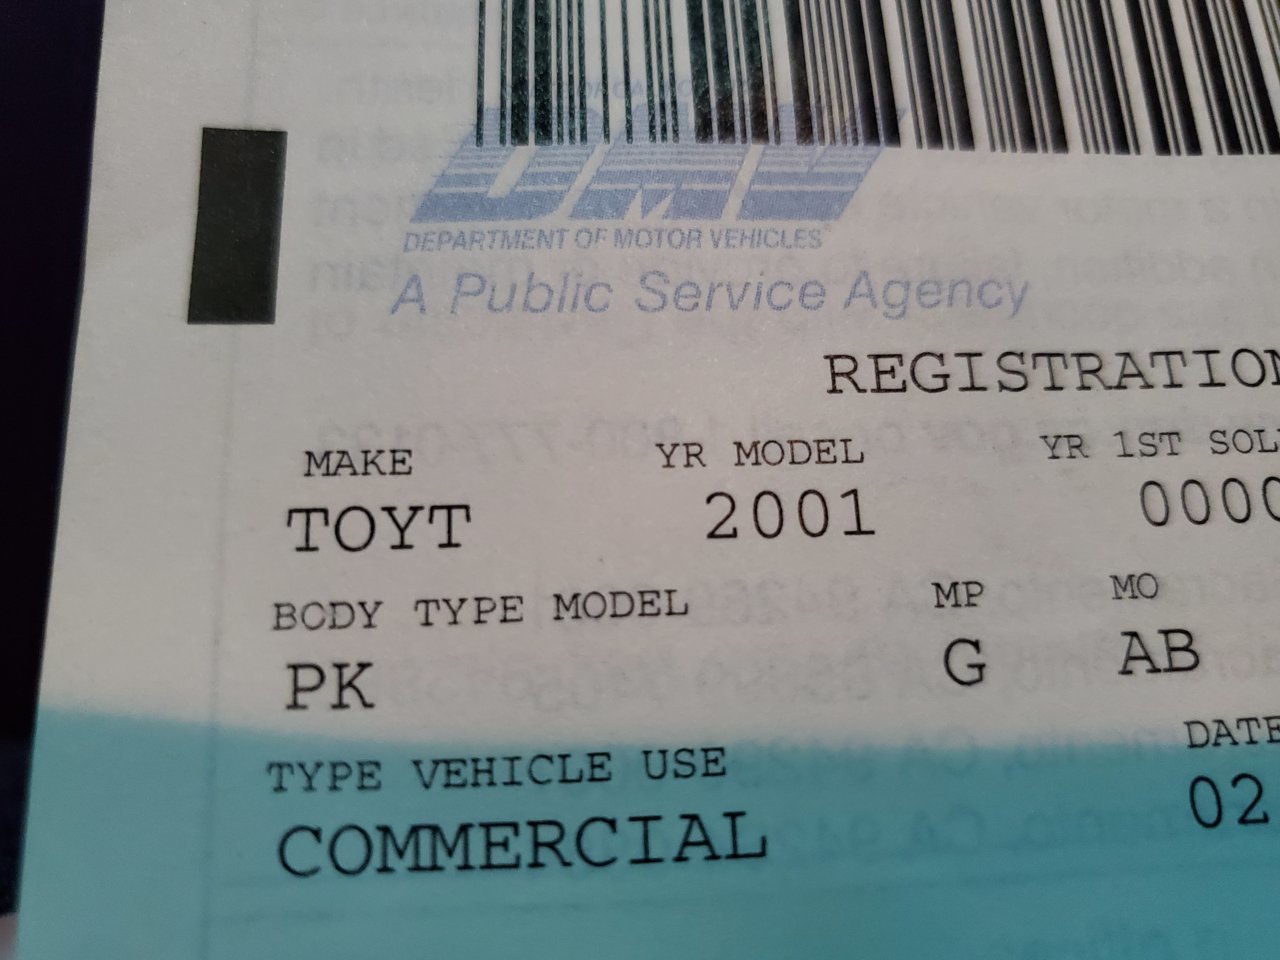 DMV
DEPARTMENT OF MOTOR VEHICLES
A Public Service Agency
REGISTRATION
MAKE YR MODEL YR 1ST SOL
TOYT 2001 0000
BODY TYPE MODEL MP MO
PK G AB
TYPE VEHICLE USE DATE
COMMERCIAL 02